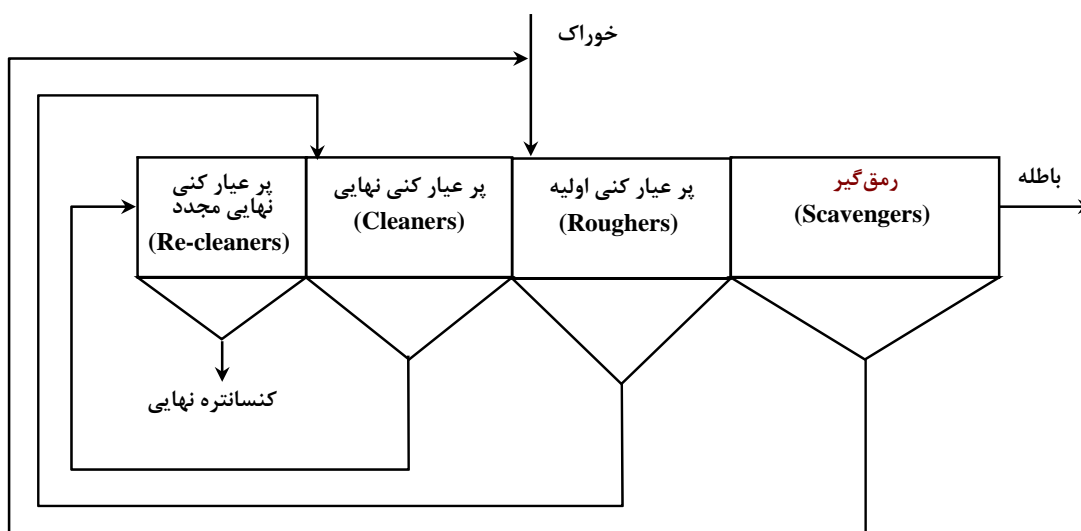 خوراک
رمق‌گیر
(Scavengers)
پر عیار کنی اولیه
(Roughers)
پر عیار کنی نهایی
(Cleaners)
پر عیار کنی
نهایی مجدد
(Re-cleaners)
باطله
کنسانتره نهایی